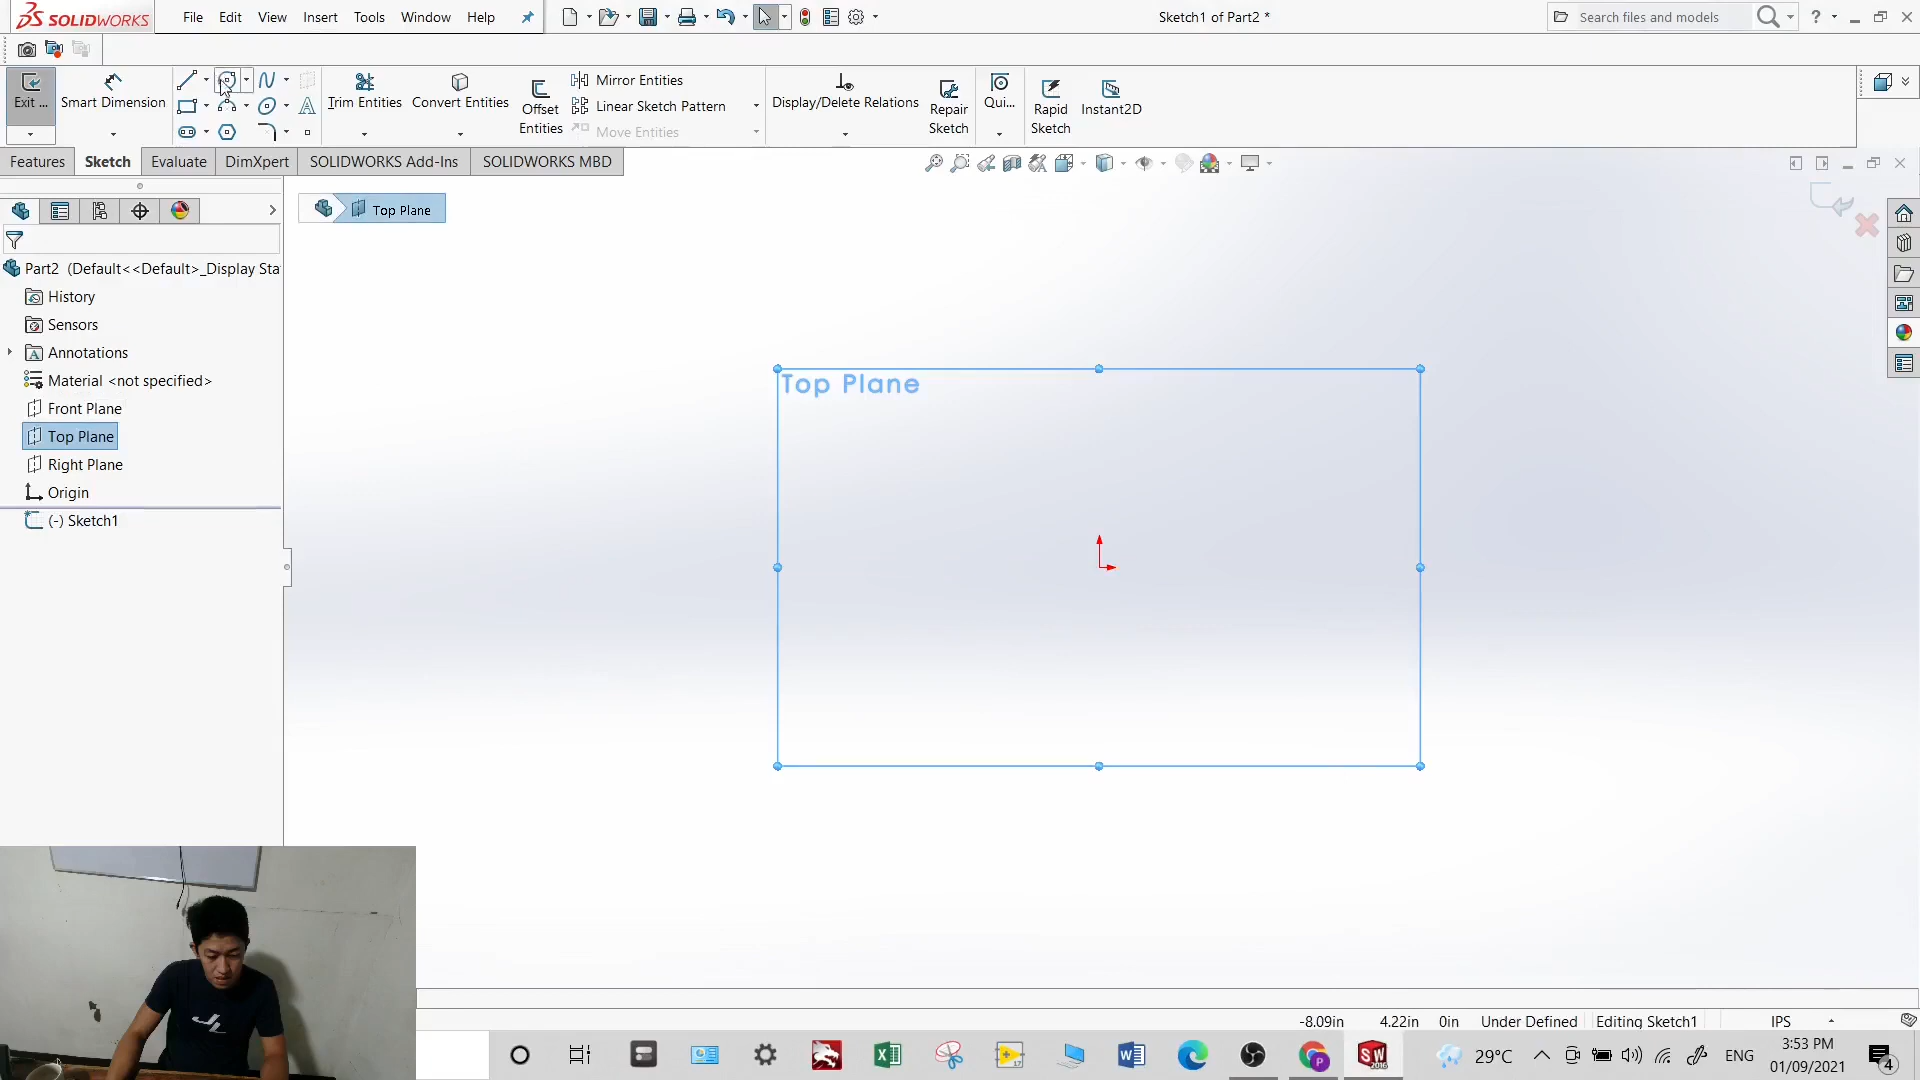 SOLIDWORKS
File Edit View Insert Tools Window Help
Sketch1 of Part2 *
Search files and models
Exit ...
Smart Dimension
Trim Entities
Convert Entities
Offset Entities
Mirror Entities
Linear Sketch Pattern
Move Entities
Display/Delete Relations
Repair Sketch
Qui...
Rapid Sketch
Instant2D
Features Sketch Evaluate DimXpert SOLIDWORKS Add-Ins SOLIDWORKS MBD
Top Plane
Part2 (Default<<Default>_Display Sta
History
Sensors
Annotations
Material <not specified>
Front Plane
Top Plane
Right Plane
Origin
(-) Sketch1
Top Plane
-8.09in 4.22in 0in Under Defined Editing Sketch1 IPS
29°C ENG
3:53 PM
01/09/2021
4